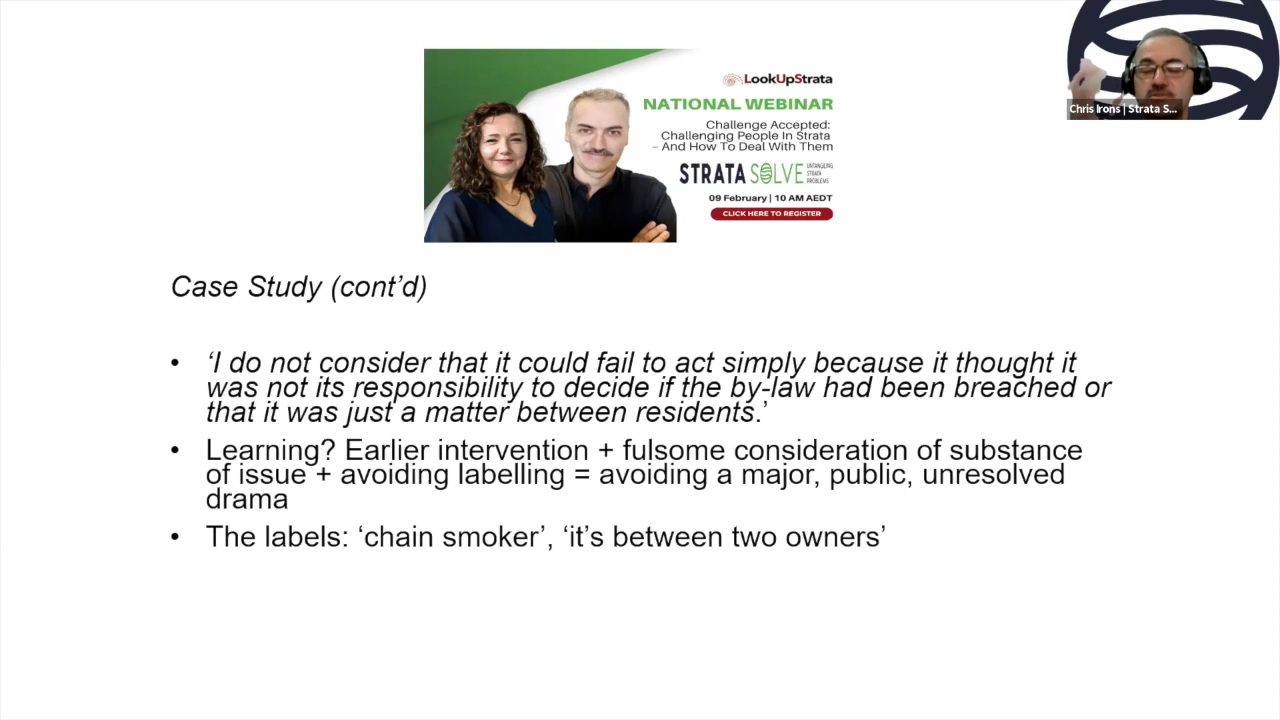 LookUpStrata
NATIONAL WEBINAR
Challenge Accepted:
Challenging People In Strata
– And How To Deal With Them
STRATA SOLVE UNTANGLING
STRATA
PROBLEMS
09 February | 10 AM AEDT
CLICK HERE TO REGISTER
Chris Irons | Strata S...
Case Study (cont’d)
• ‘I do not consider that it could fail to act simply because it thought it
was not its responsibility to decide if the by-law had been breached or
that it was just a matter between residents.’
• Learning? Earlier intervention + fulsome consideration of substance
of issue + avoiding labelling = avoiding a major, public, unresolved
drama
• The labels: ‘chain smoker’, ‘it’s between two owners’